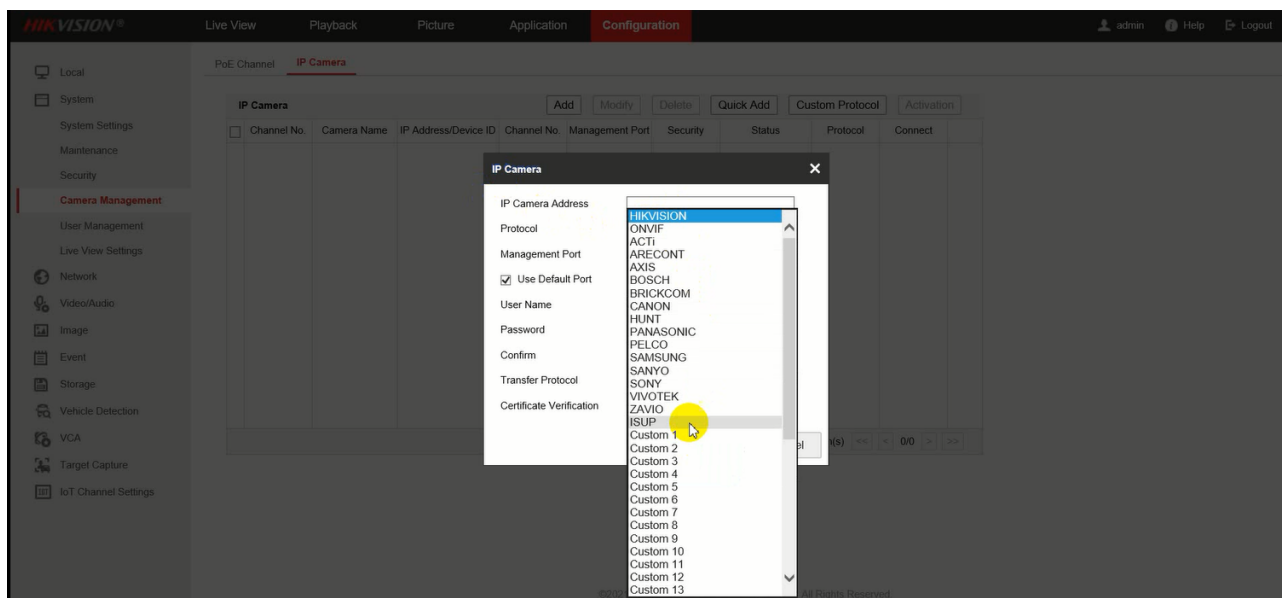 HIKVISION®
Live View Playback Picture Application Configuration admin Help Logout
Local
System
System Settings
Maintenance
Security
Camera Management
User Management
Live View Settings
Network
Video/Audio
Image
Event
Storage
Vehicle Detection
VCA
Target Capture
IoT Channel Settings
PoE Channel IP Camera
IP Camera Add Modify Delete Quick Add Custom Protocol Activation
Channel No. Camera Name IP Address/Device ID Channel No. Management Port Security Status Protocol Connect
IP Camera
IP Camera Address
Protocol
Management Port
Use Default Port
User Name
Password
Confirm
Transfer Protocol
Certificate Verification
HIKVISION
ONVIF
ACTi
ARECONT
AXIS
BOSCH
BRICKCOM
CANON
HUNT
PANASONIC
PELCO
SAMSUNG
SANYO
SONY
VIVOTEK
ZAVIO
ISUP
Custom 1
Custom 2
Custom 3
Custom 4
Custom 5
Custom 6
Custom 7
Custom 8
Custom 9
Custom 10
Custom 11
Custom 12
Custom 13
<< < 0/0 > >>
All Rights Reserved.